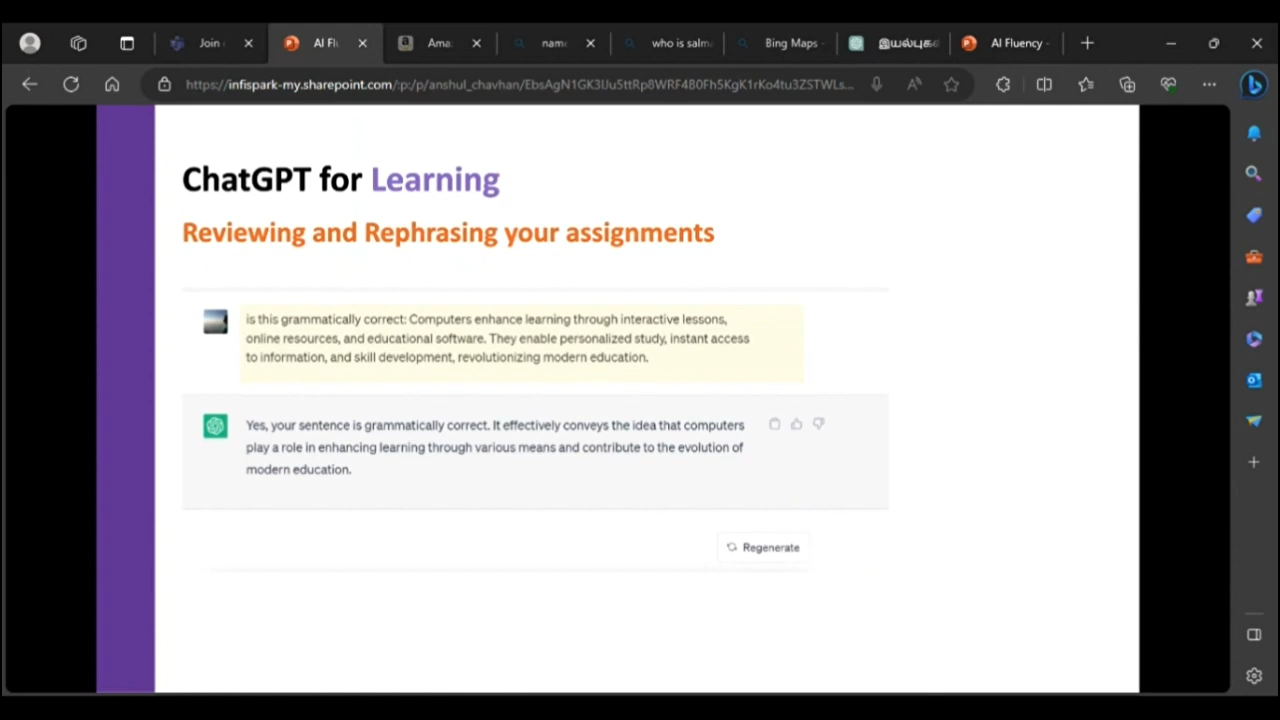 Join
AI Fl
Ama
name
who is salm
Bing Maps
இயல்புகள்
AI Fluency
https://infispark-my.sharepoint.com/:p:/p/anshul_chavhan/EbsAgN1GK3lJu5ttRp8WRF4B0Fh5KgK1rKo4tu3ZSTWLs...
ChatGPT for Learning
Reviewing and Rephrasing your assignments
is this grammatically correct: Computers enhance learning through interactive lessons,
online resources, and educational software. They enable personalized study, instant access
to information, and skill development, revolutionizing modern education.
Yes, your sentence is grammatically correct. It effectively conveys the idea that computers
play a role in enhancing learning through various means and contribute to the evolution of
modern education.
Regenerate